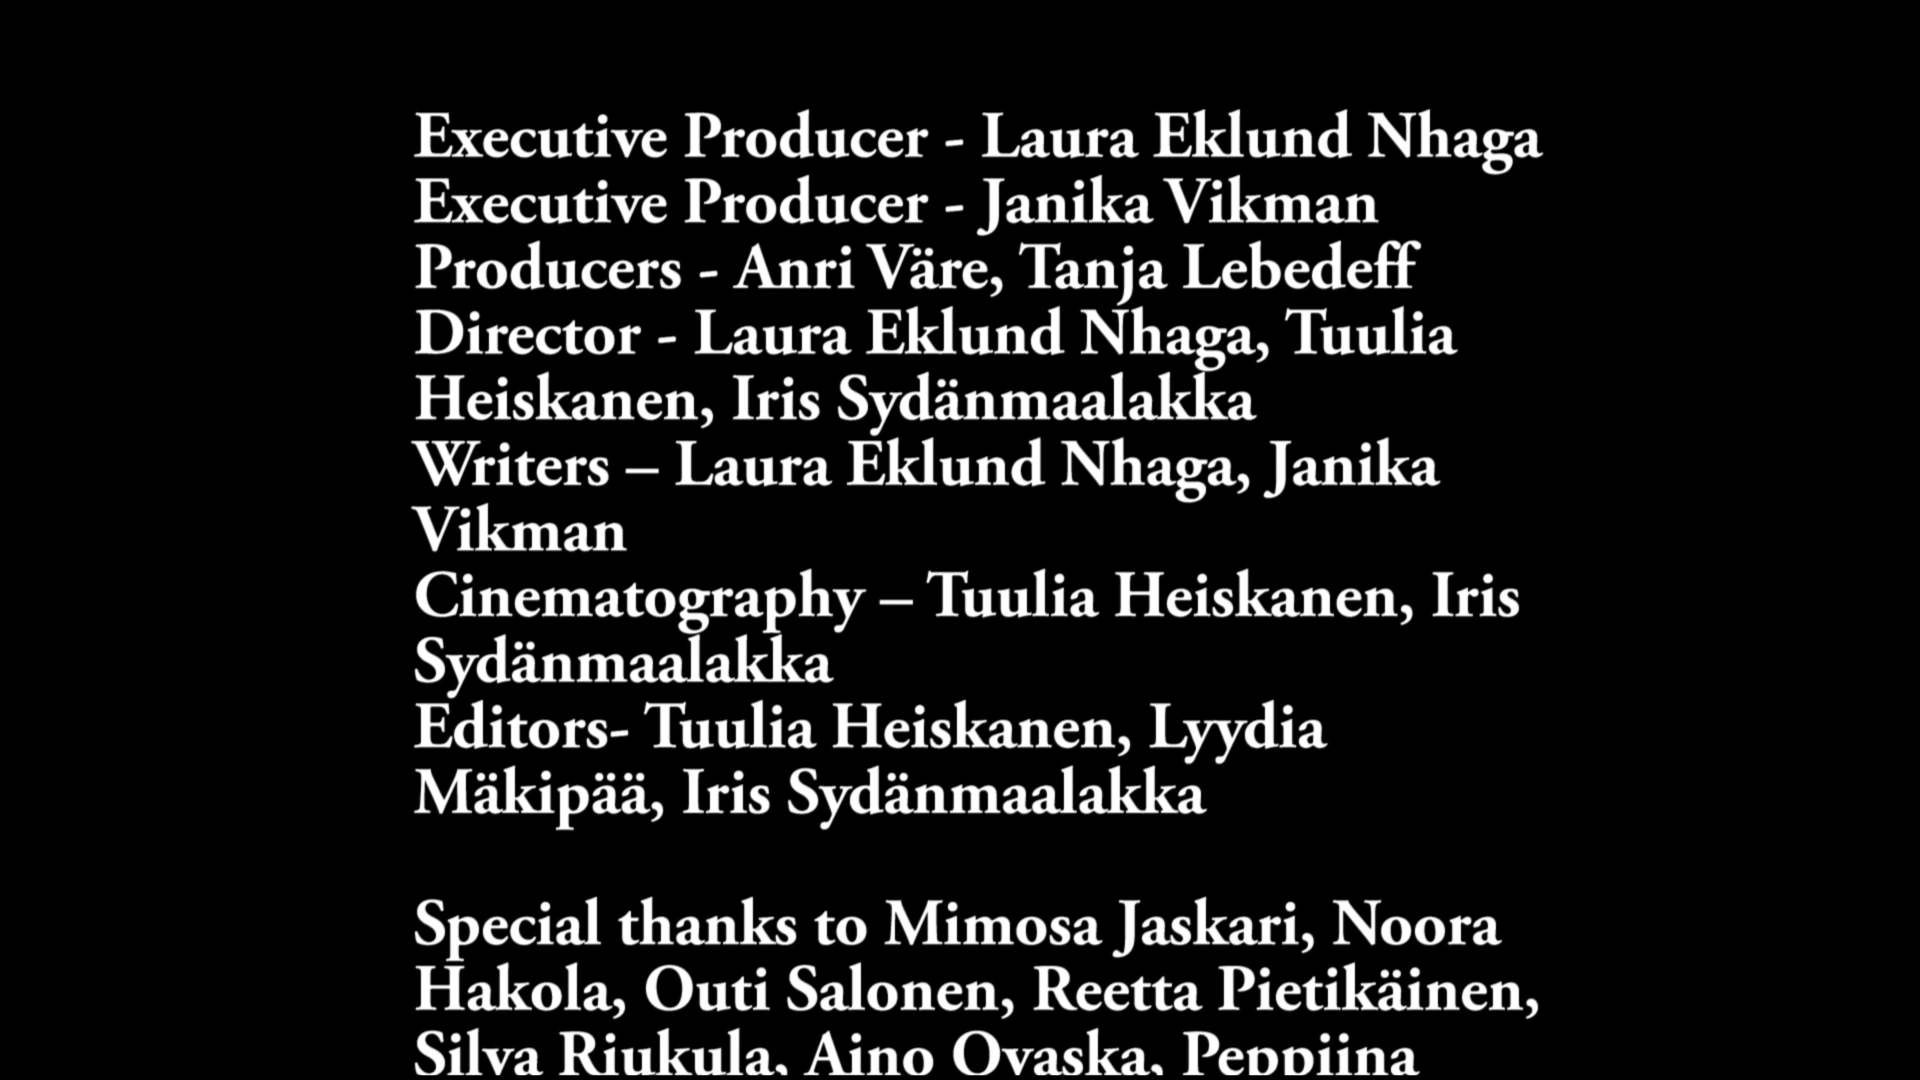 Executive Producer - Laura Eklund Nhaga
Executive Producer - Janika Vikman
Producers - Anri Väre, Tanja Lebedeff
Director - Laura Eklund Nhaga, Tuulia
Heiskanen, Iris Sydänmaalakka
Writers – Laura Eklund Nhaga, Janika
Vikman
Cinematography – Tuulia Heiskanen, Iris
Sydänmaalakka
Editors- Tuulia Heiskanen, Lyydia
Mäkipää, Iris Sydänmaalakka
Special thanks to Mimosa Jaskari, Noora
Hakola, Outi Salonen, Reetta Pietikäinen,
Silva Riukula, Aino Ovaska, Peppiina